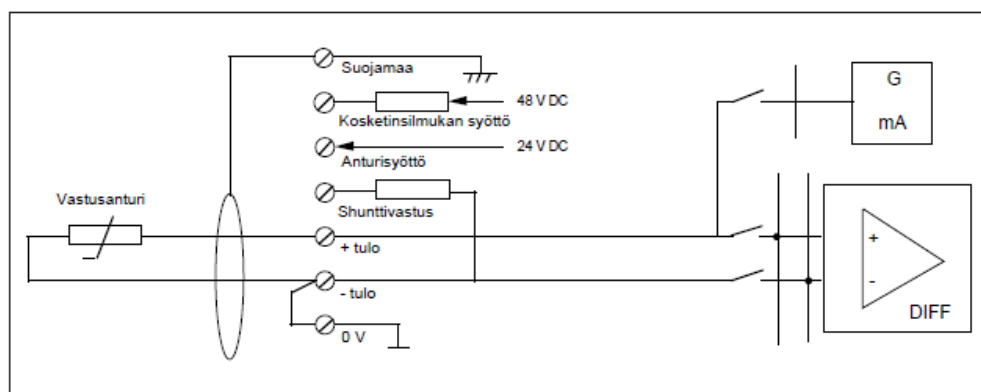 Suojamaa
48 V DC
Kosketinsilmukan syöttö
24 V DC
Anturisyöttö
Vastusanturi
Shunttivastus
+ tulo
- tulo
0 V
G
mA
+
-
DIFF